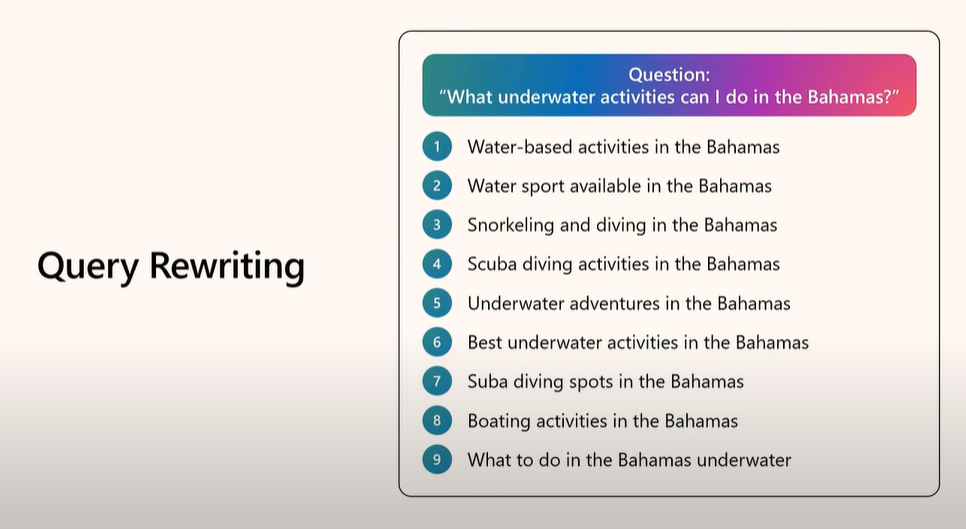 Query Rewriting
Question:
“What underwater activities can I do in the Bahamas?”
1 Water-based activities in the Bahamas
2 Water sport available in the Bahamas
3 Snorkeling and diving in the Bahamas
4 Scuba diving activities in the Bahamas
5 Underwater adventures in the Bahamas
6 Best underwater activities in the Bahamas
7 Suba diving spots in the Bahamas
8 Boating activities in the Bahamas
9 What to do in the Bahamas underwater